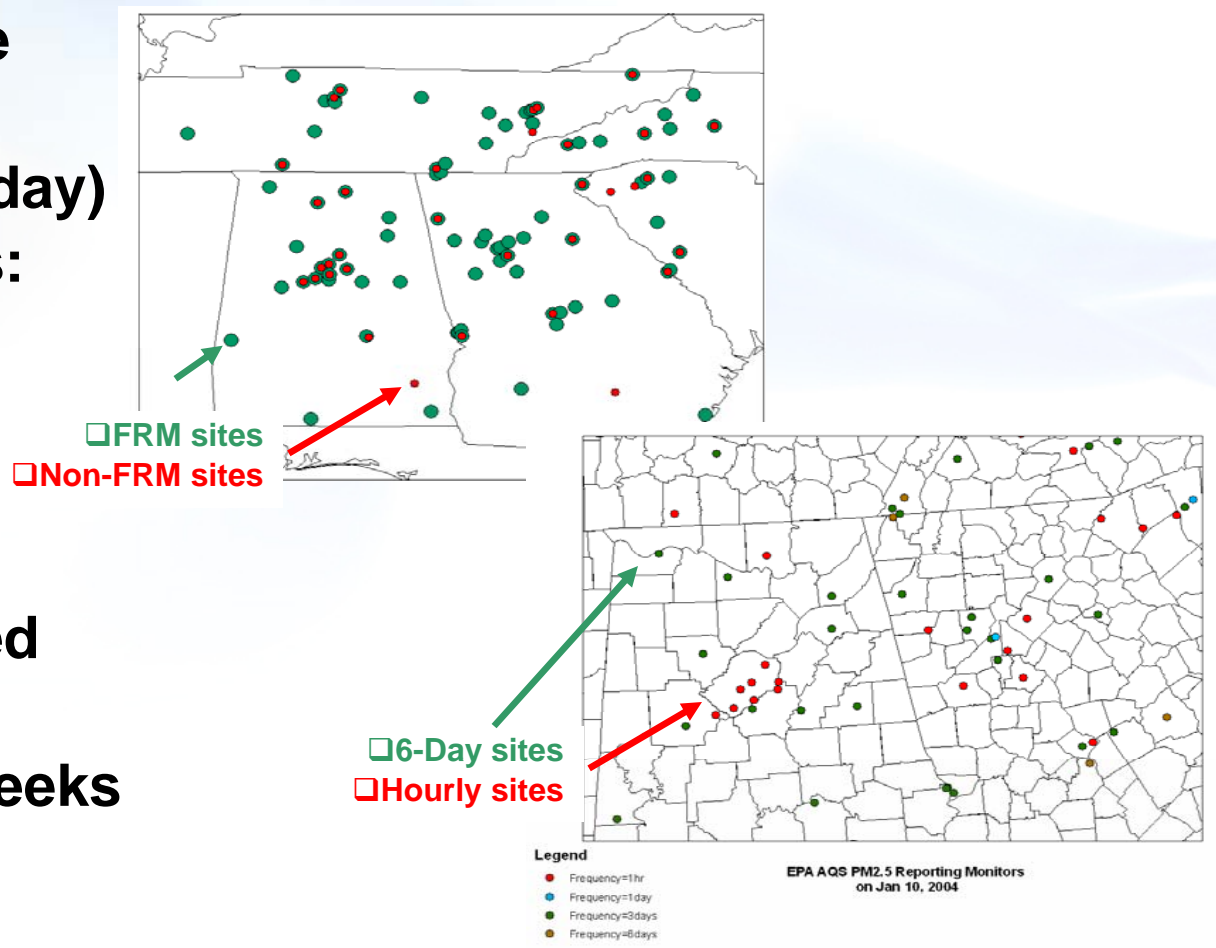 e
day)
s:
❑FRM sites
❑Non-FRM sites
ed
eeks
❑6-Day sites
❑Hourly sites
Legend
Frequency=1hr
Frequency=1day
Frequency=3days
Frequency=6days
EPA AQS PM2.5 Reporting Monitors
on Jan 10, 2004